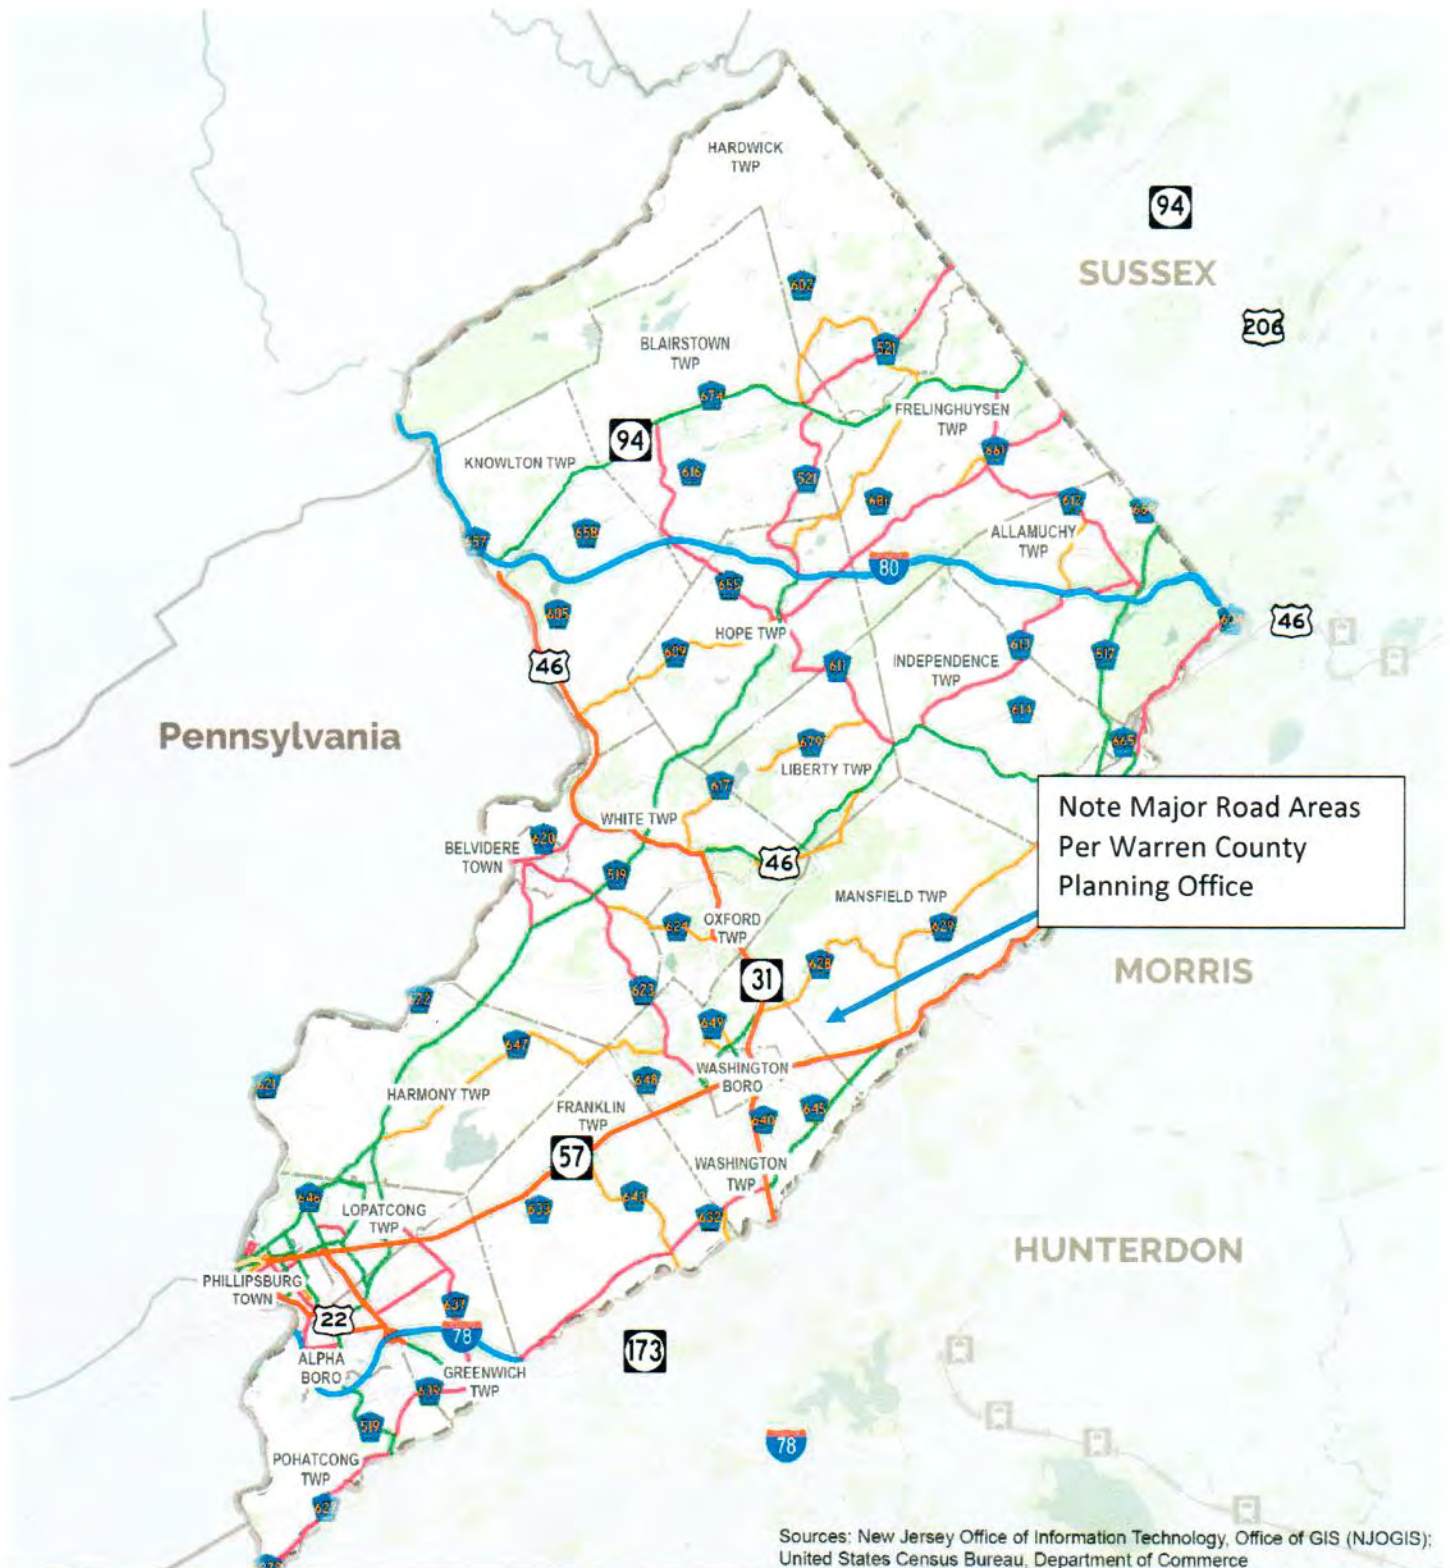 HARDWICK
TWP
94
SUSSEX
206
602
BLAIRSTOWN
TWP
521
674
FRELINGHUYSEN
TWP
94
KNOWLTON TWP
616
521
661
681
612
ALLAMUCHY
TWP
658
80
655
605
46
HOPE TWP
609
46
611
INDEPENDENCE
TWP
613
517
614
Pennsylvania
679
LIBERTY TWP
665
617
Note Major Road Areas
Per Warren County
Planning Office
WHITE TWP
620
BELVIDERE
TOWN
46
519
MANSFIELD TWP
624
OXFORD
TWP
629
628
31
MORRIS
623
622
649
647
WASHINGTON
BORO
648
621
HARMONY TWP
FRANKLIN
TWP
640
645
57
WASHINGTON
TWP
646
643
LOPATCONG
TWP
632
HUNTERDON
PHILLIPSBURG
TOWN
637
22
78
173
ALPHA
BORO
GREENWICH
TWP
639
519
78
POHATCONG
TWP
627
Sources: New Jersey Office of Information Technology, Office of GIS (NJOGIS);
United States Census Bureau, Department of Commerce